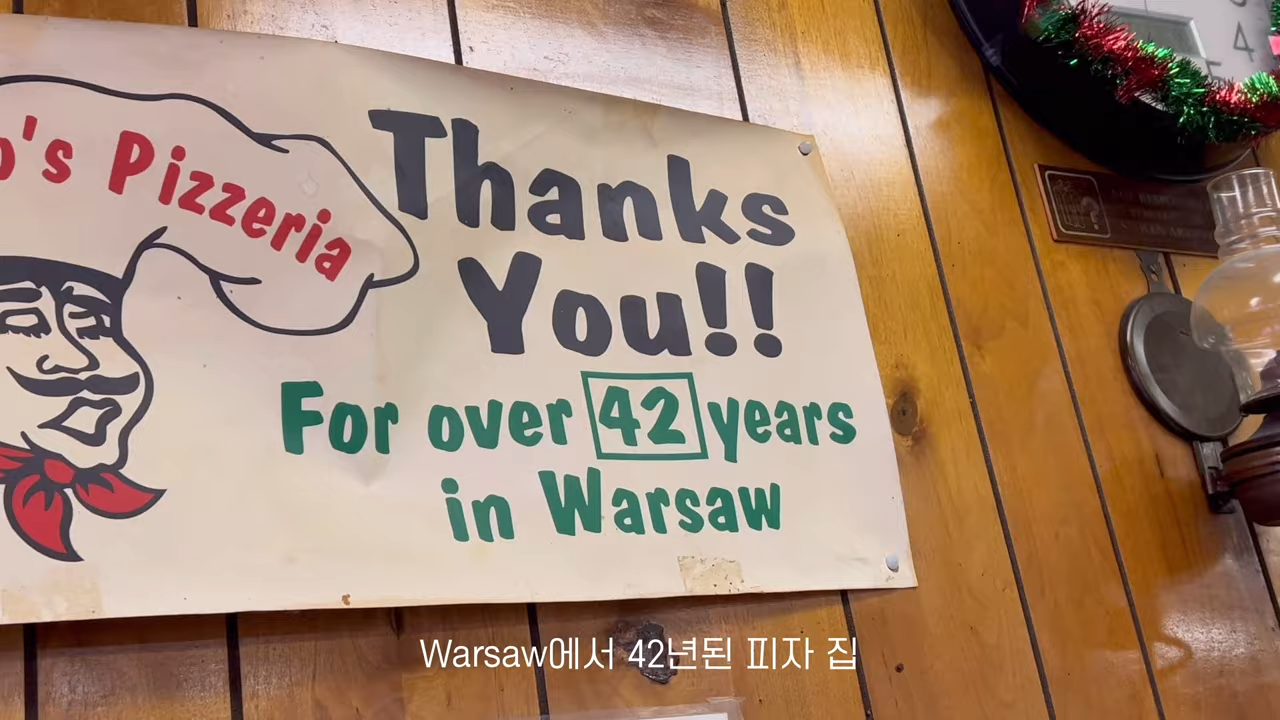 's Pizzeria
Thanks
You!!
For over 42 years
in Warsaw
4
Warsaw에서 42년된 피자 집